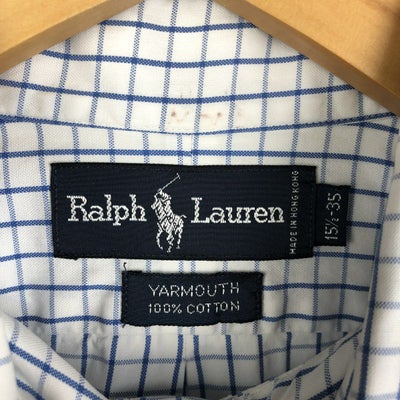 Ralph Lauren
MADE IN HONG KONG
15½-35
YARMOUTH
100% COTTON